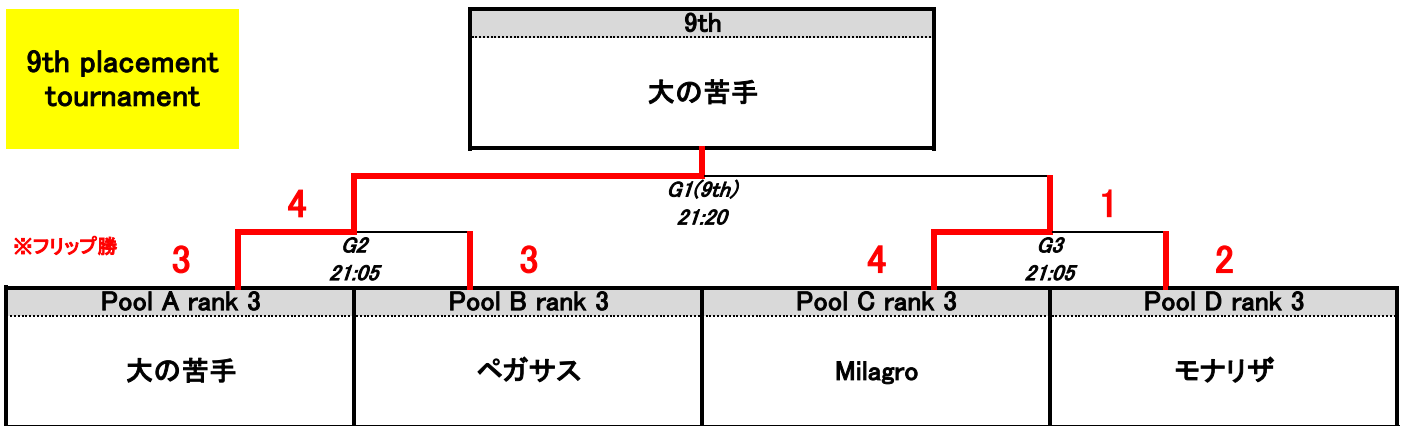 9th
9th placement
tournament
大の苦手
G1(9th)
4
1
21:20
※フリップ勝
G2
G3
3
3
4
2
21:05
21:05
Pool A rank 3
Pool B rank 3
Pool C rank 3
Pool D rank 3
大の苦手
ペガサス
Milagro
モナリザ